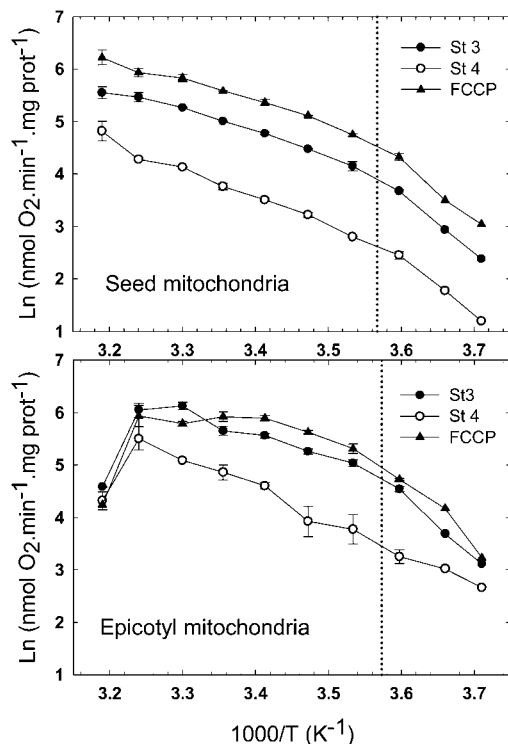 7
6
5
4
3
2
1
Ln (nmol O₂.min⁻¹.mg prot⁻¹)
St 3
St 4
FCCP
Seed mitochondria
3.2 3.3 3.4 3.5 3.6 3.7
7
6
5
4
3
2
1
Ln (nmol O₂.min⁻¹.mg prot⁻¹)
St3
St 4
FCCP
Epicotyl mitochondria
3.2 3.3 3.4 3.5 3.6 3.7
1000/T (K⁻¹)